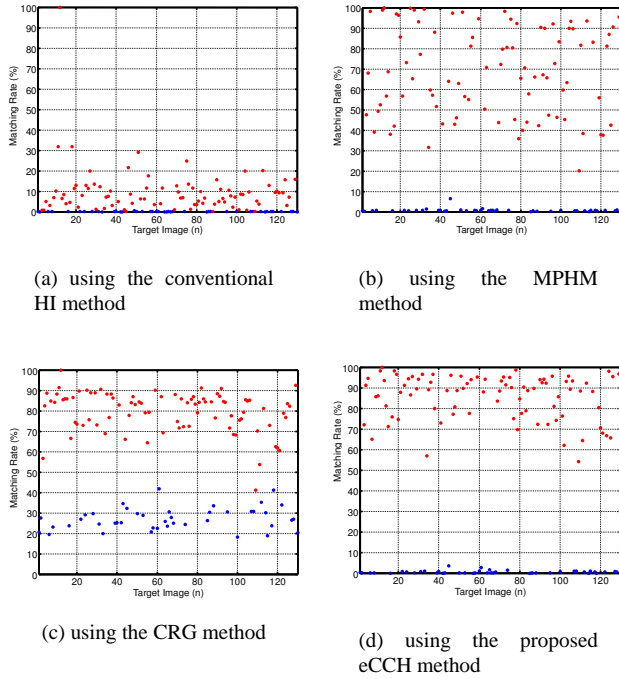 100
90
80
70
60
50
40
30
20
10
0
Matching Rate (%)
20 40 60 80 100 120
Target Image (n)
(a) using the conventional
HI method
100
90
80
70
60
50
40
30
20
10
0
Matching Rate (%)
20 40 60 80 100 120
Target Image (n)
(b) using the MPHM
method
100
90
80
70
60
50
40
30
20
10
0
Matching Rate (%)
20 40 60 80 100 120
Target Image (n)
(c) using the CRG method
100
90
80
70
60
50
40
30
20
10
0
Matching Rate (%)
20 40 60 80 100 120
Target Image (n)
(d) using the proposed
eCCH method